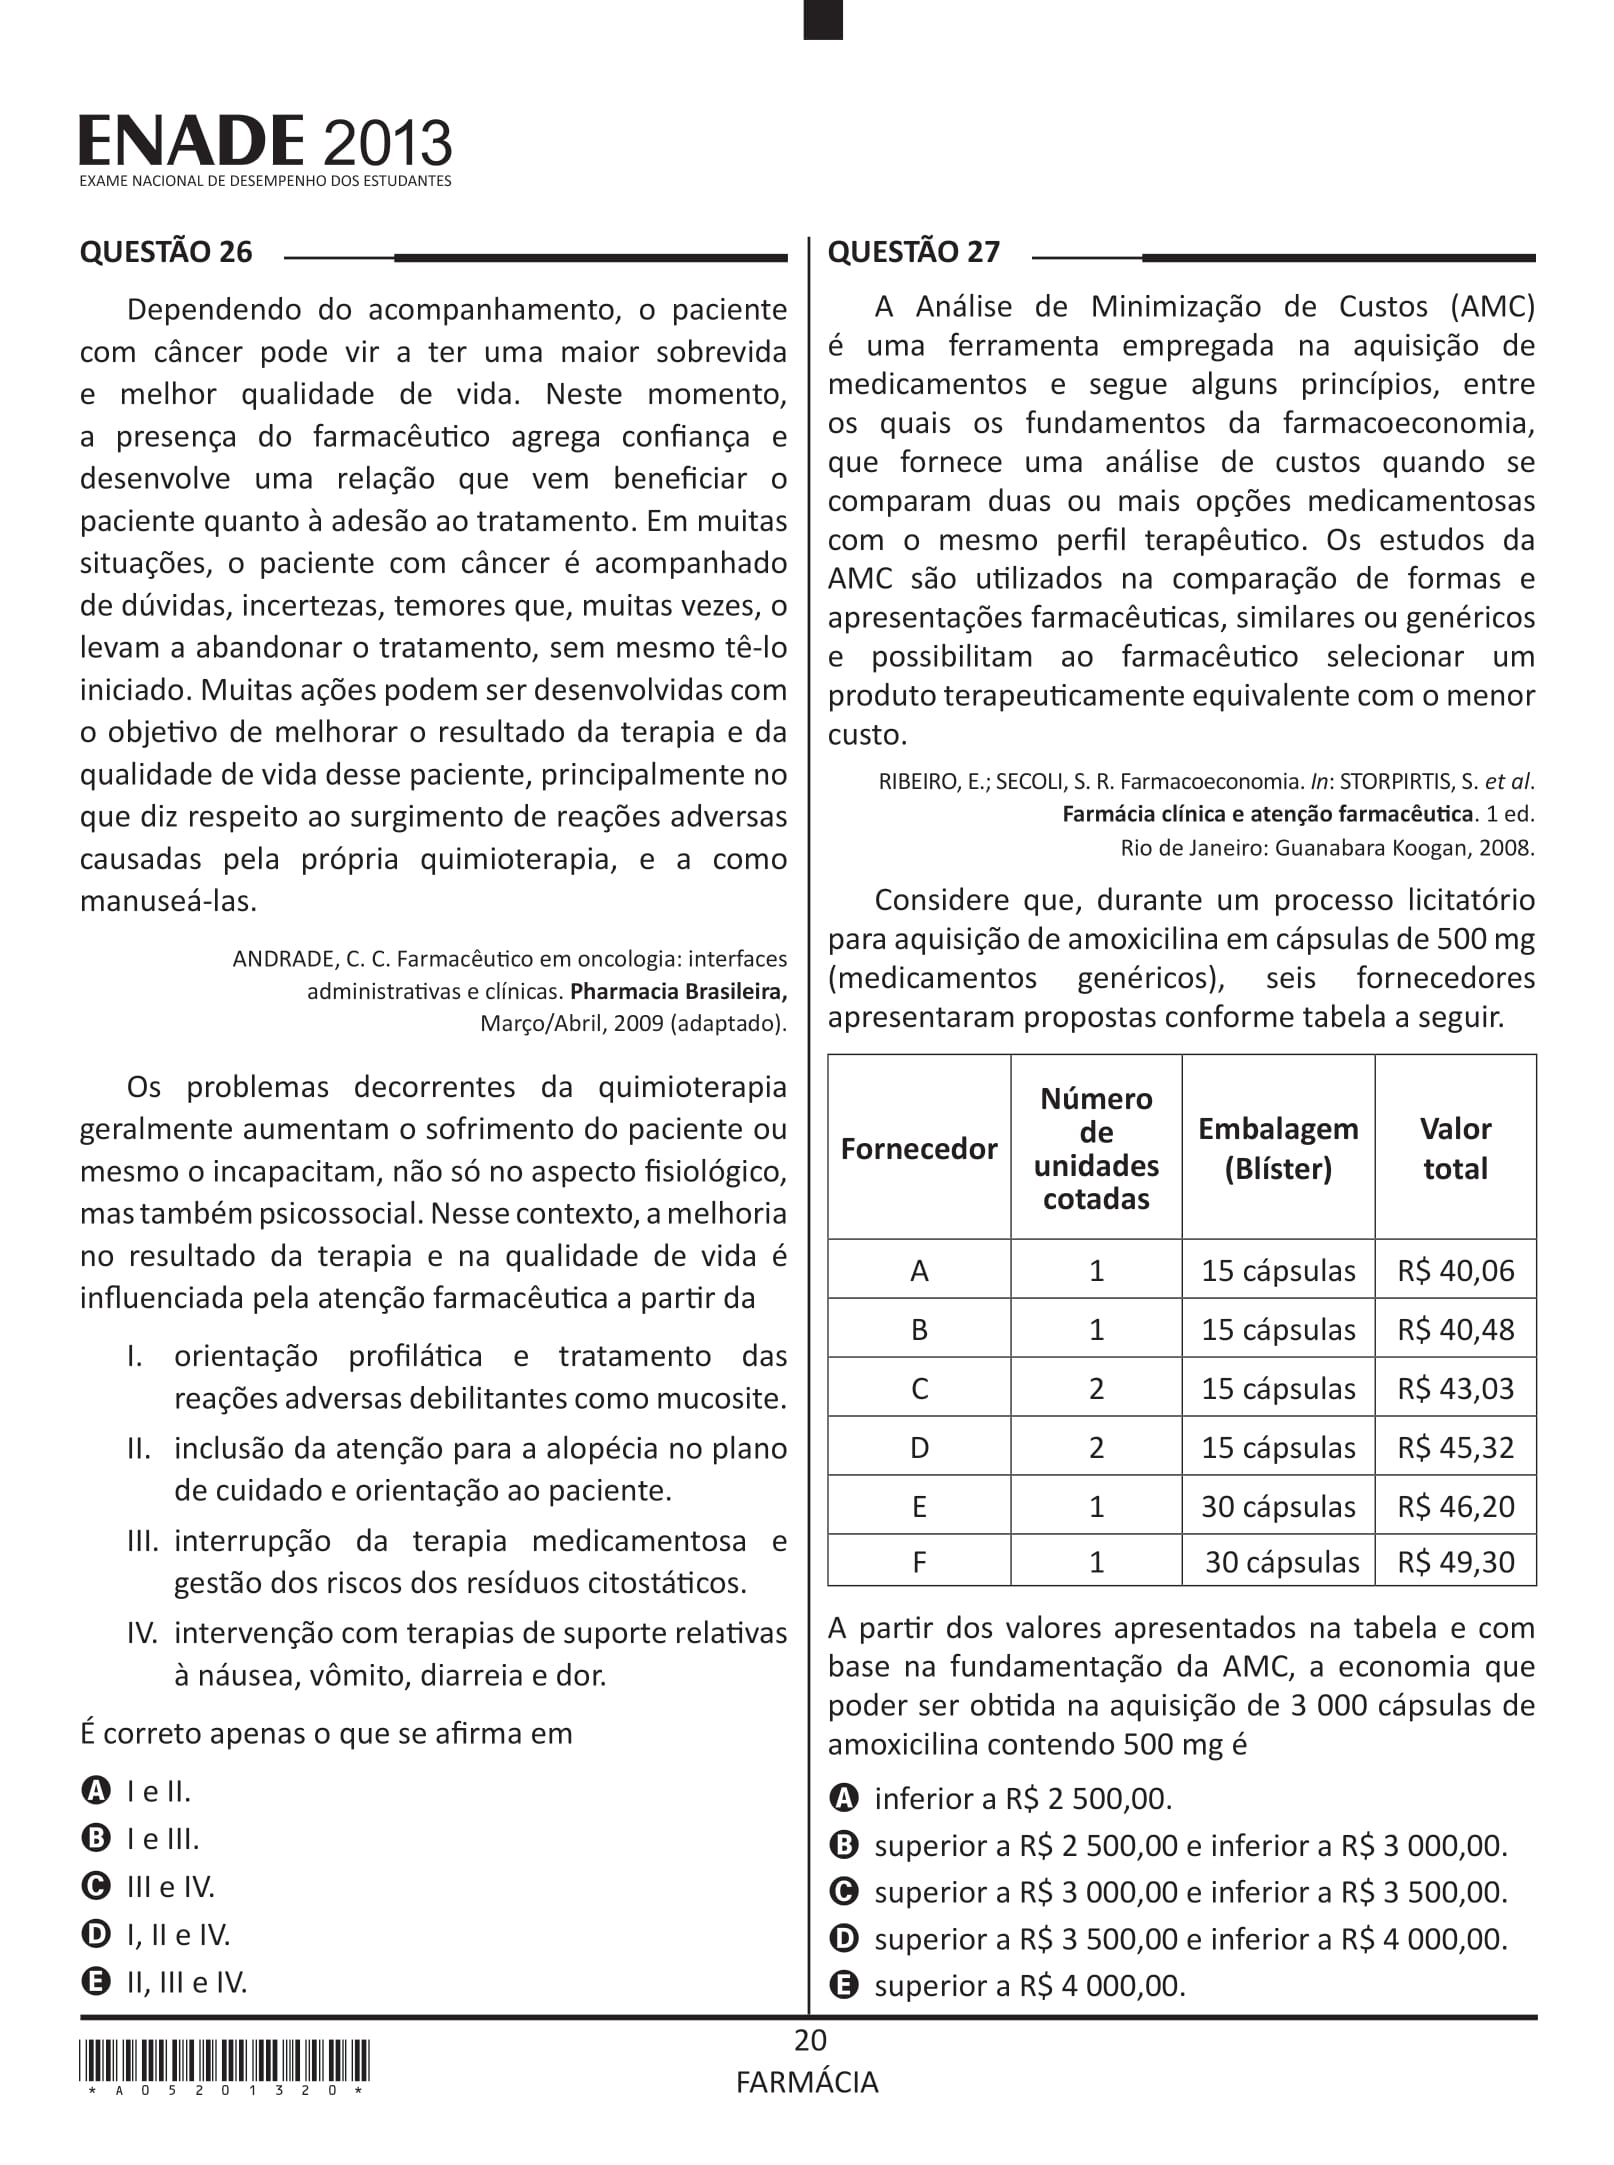 ENADE 2013
EXAME NACIONAL DE DESEMPENHO DOS ESTUDANTES
QUESTÃO 26
Dependendo do acompanhamento, o paciente
com câncer pode vir a ter uma maior sobrevida
e melhor qualidade de vida. Neste momento,
a presença do farmacêutico agrega confiança e
desenvolve uma relação que vem beneficiar o
paciente quanto à adesão ao tratamento. Em muitas
situações, o paciente com câncer é acompanhado
de dúvidas, incertezas, temores que, muitas vezes, o
levam a abandonar o tratamento, sem mesmo tê-lo
iniciado. Muitas ações podem ser desenvolvidas com
o objetivo de melhorar o resultado da terapia e da
qualidade de vida desse paciente, principalmente no
que diz respeito ao surgimento de reações adversas
causadas pela própria quimioterapia, e a como
manuseá-las.
ANDRADE, C. C. Farmacêutico em oncologia: interfaces
administrativas e clínicas. Pharmacia Brasileira,
Março/Abril, 2009 (adaptado).
Os problemas decorrentes da quimioterapia
geralmente aumentam o sofrimento do paciente ou
mesmo o incapacitam, não só no aspecto fisiológico,
mas também psicossocial. Nesse contexto, a melhoria
no resultado da terapia e na qualidade de vida é
influenciada pela atenção farmacêutica a partir da
I. orientação profilática e tratamento das
reações adversas debilitantes como mucosite.
II. inclusão da atenção para a alopécia no plano
de cuidado e orientação ao paciente.
III. interrupção da terapia medicamentosa e
gestão dos riscos dos resíduos citostáticos.
IV. intervenção com terapias de suporte relativas
à náusea, vômito, diarreia e dor.
É correto apenas o que se afirma em
A I e II.
B I e III.
C III e IV.
D I, II e IV.
E II, III e IV.
QUESTÃO 27
A Análise de Minimização de Custos (AMC)
é uma ferramenta empregada na aquisição de
medicamentos e segue alguns princípios, entre
os quais os fundamentos da farmacoeconomia,
que fornece uma análise de custos quando se
comparam duas ou mais opções medicamentosas
com o mesmo perfil terapêutico. Os estudos da
AMC são utilizados na comparação de formas e
apresentações farmacêuticas, similares ou genéricos
e possibilitam ao farmacêutico selecionar um
produto terapeuticamente equivalente com o menor
custo.
RIBEIRO, E.; SECOLI, S. R. Farmacoeconomia. In: STORPIRTIS, S. et al.
Farmácia clínica e atenção farmacêutica. 1 ed.
Rio de Janeiro: Guanabara Koogan, 2008.
Considere que, durante um processo licitatório
para aquisição de amoxicilina em cápsulas de 500 mg
(medicamentos genéricos), seis fornecedores
apresentaram propostas conforme tabela a seguir.
Fornecedor Número de unidades cotadas Embalagem (Blíster) Valor total
A 1 15 cápsulas R$ 40,06
B 1 15 cápsulas R$ 40,48
C 2 15 cápsulas R$ 43,03
D 2 15 cápsulas R$ 45,32
E 1 30 cápsulas R$ 46,20
F 1 30 cápsulas R$ 49,30
A partir dos valores apresentados na tabela e com
base na fundamentação da AMC, a economia que
poder ser obtida na aquisição de 3 000 cápsulas de
amoxicilina contendo 500 mg é
A inferior a R$ 2 500,00.
B superior a R$ 2 500,00 e inferior a R$ 3 000,00.
C superior a R$ 3 000,00 e inferior a R$ 3 500,00.
D superior a R$ 3 500,00 e inferior a R$ 4 000,00.
E superior a R$ 4 000,00.
* A 0 5 2 0 1 3 2 0 *
20
FARMÁCIA